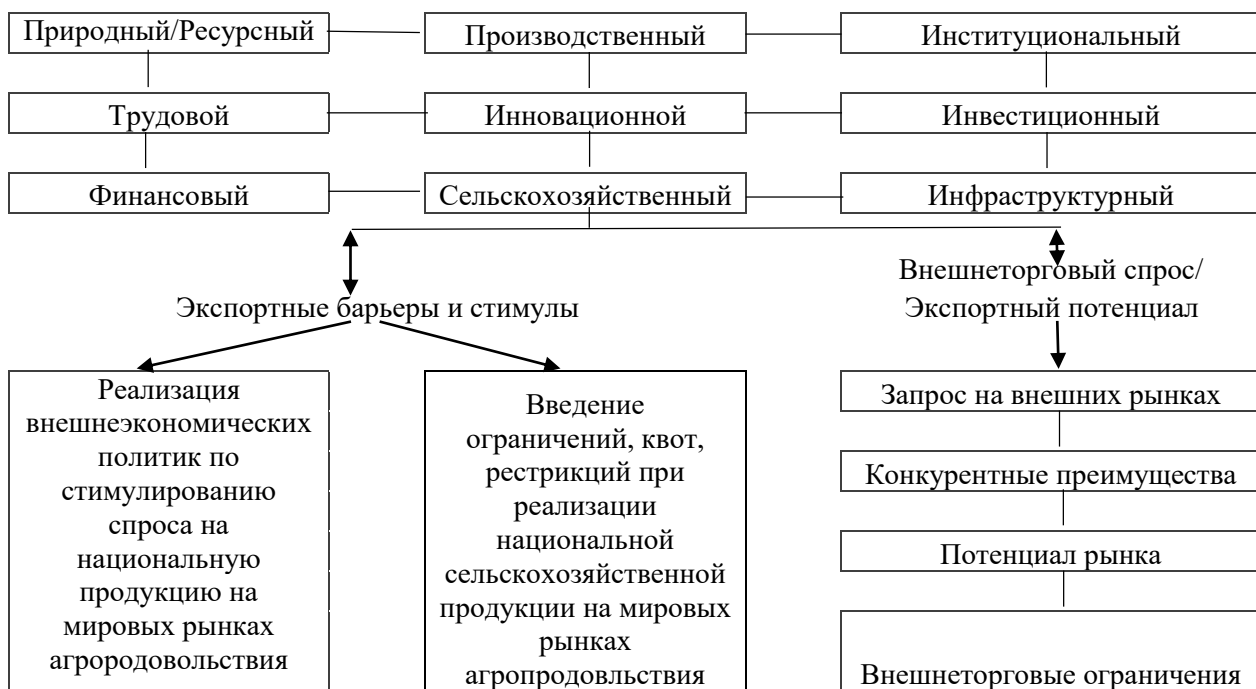 Природный/Ресурсный
Производственный
Институциональный
Трудовой
Инновационной
Инвестиционный
Финансовый
Сельскохозяйственный
Инфраструктурный
Экспортные барьеры и стимулы
Внешнеторговый спрос/
Экспортный потенциал
Реализация
внешнеэкономических
политик по
стимулированию
спроса на
национальную
продукцию на
мировых рынках
агрородовольствия
Введение
ограничений, квот,
рестрикций при
реализации
национальной
сельскохозяйственной
продукции на мировых
рынках
агропродовльствия
Запрос на внешних рынках
Конкурентные преимущества
Потенциал рынка
Внешнеторговые ограничения